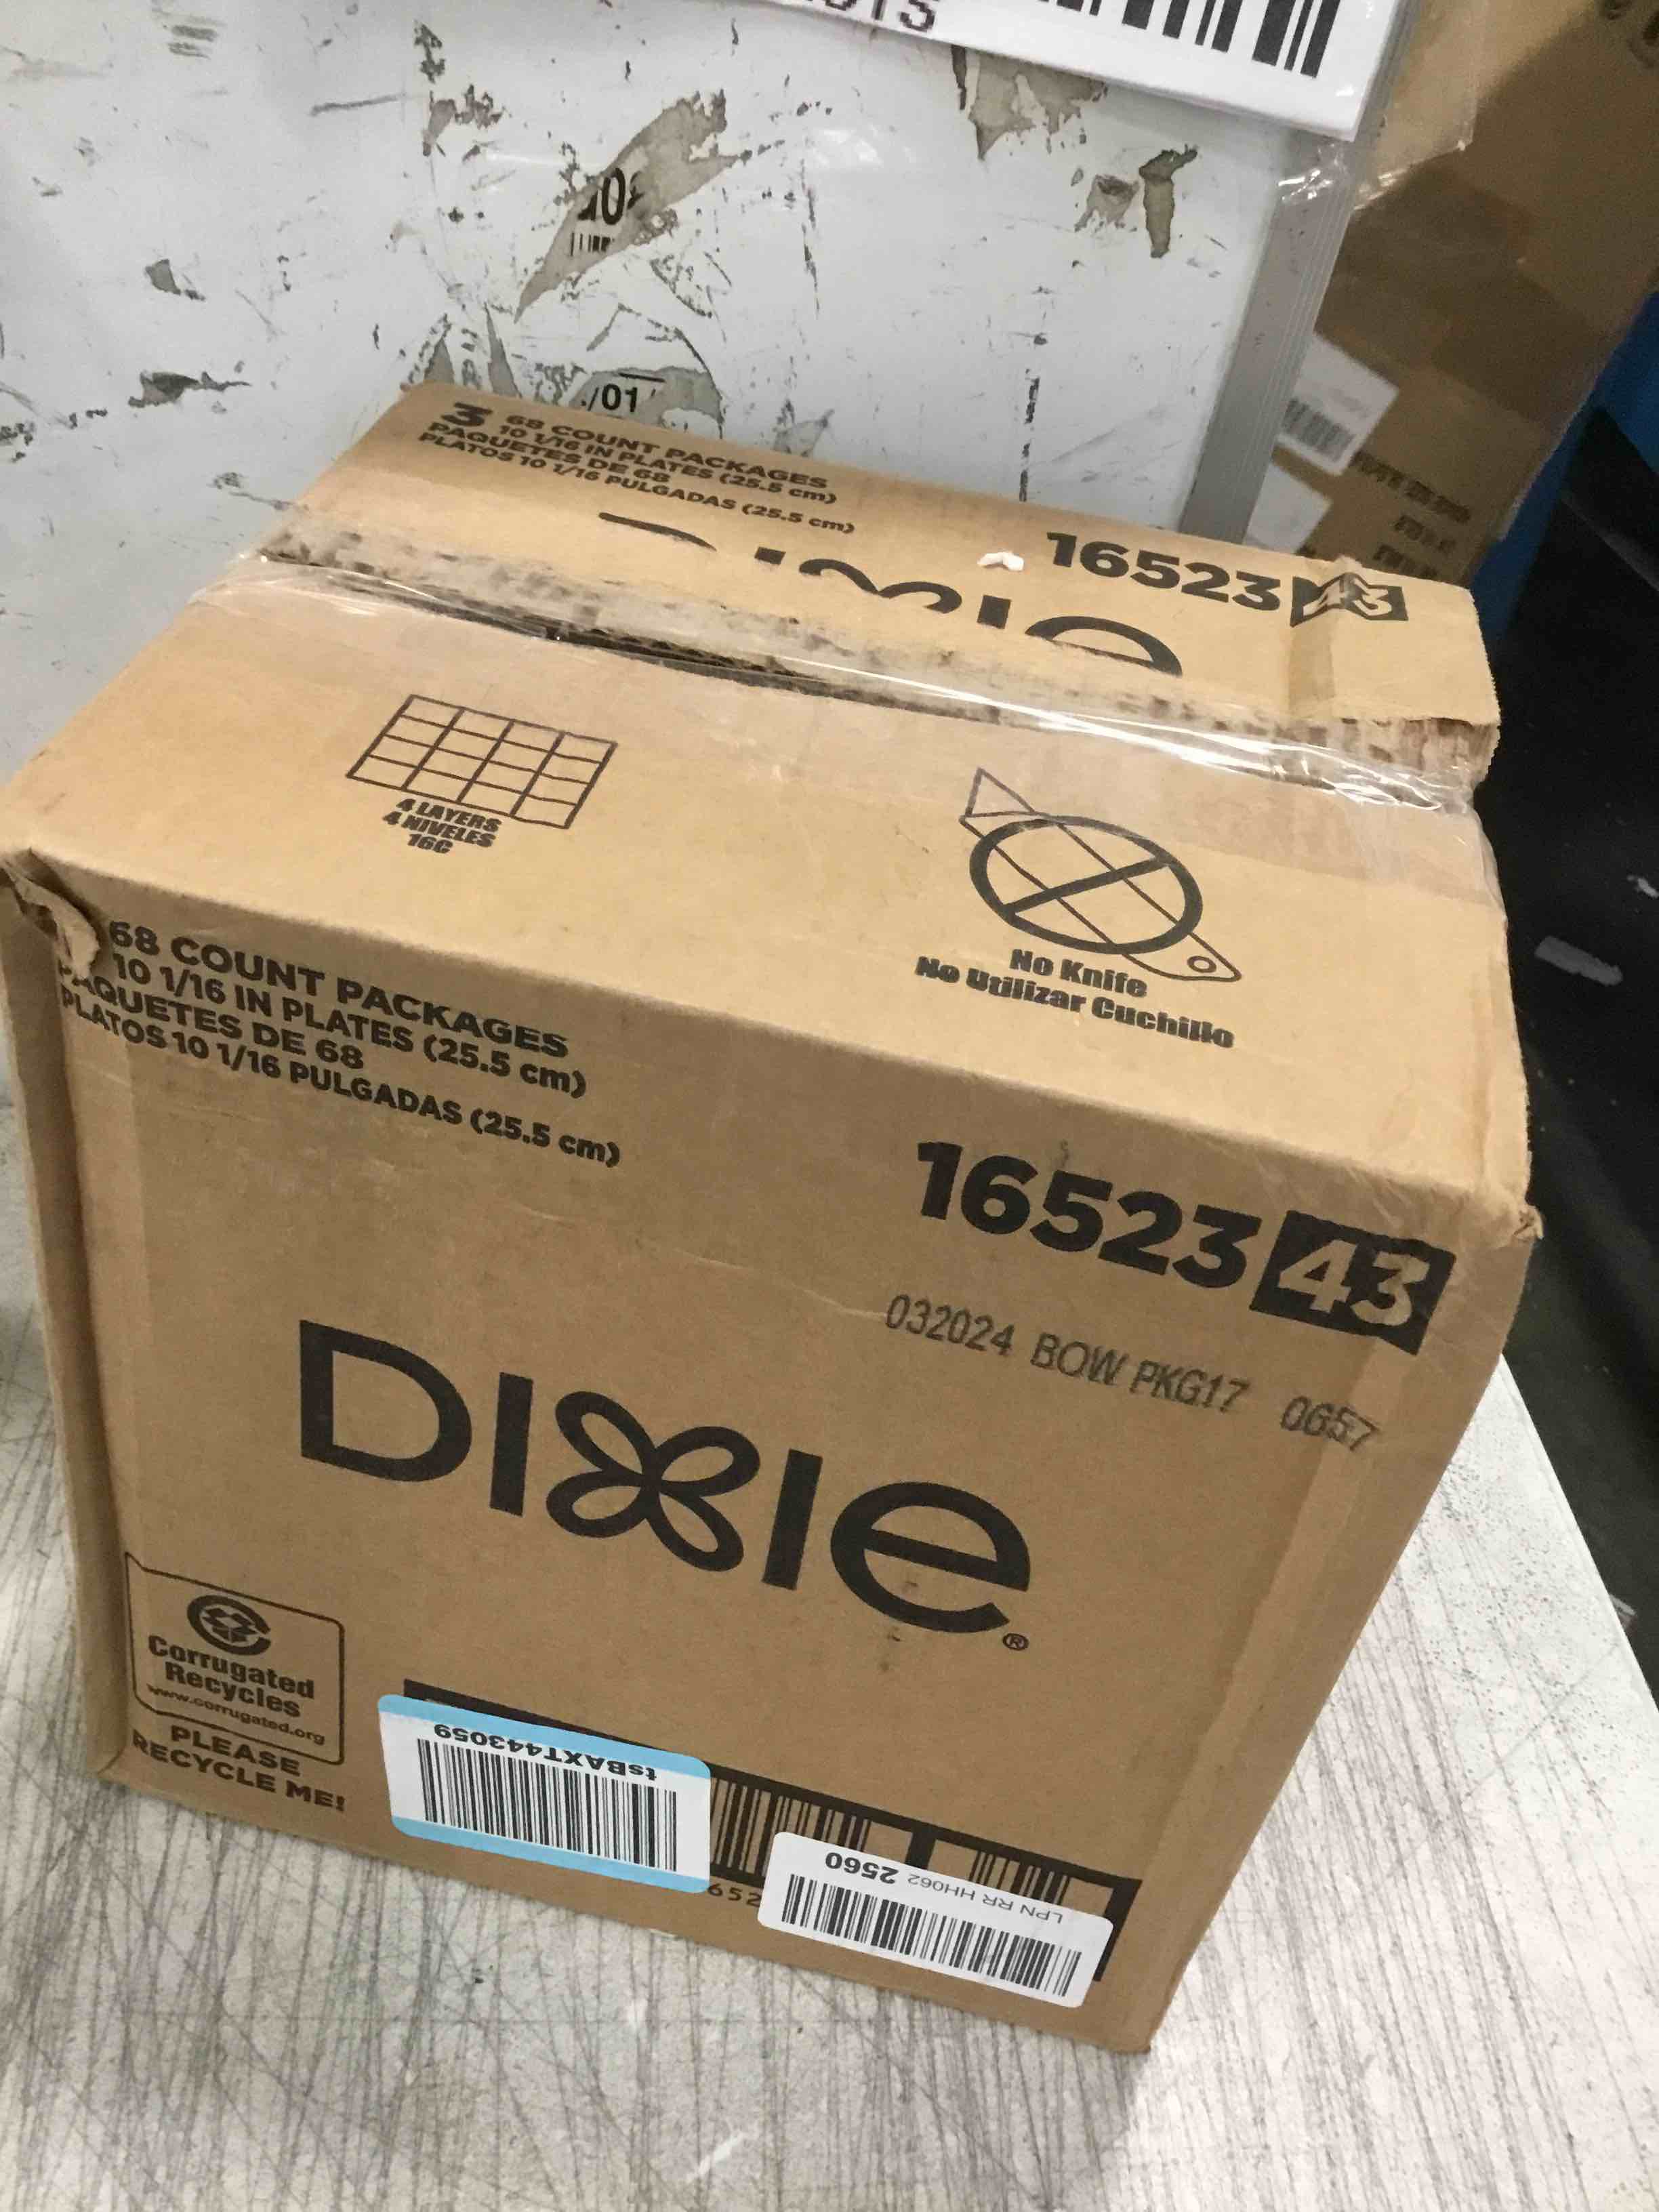 /01
3 68 COUNT PACKAGES
10 1/16 IN PLATES (25.5 cm)
PAQUETES DE 68
PLATOS 10 1/16 PULGADAS (25.5 cm)
16523 43
DIXIE
4 LAYERS
4 NIVELES
16C
No Knife
No Utilizar Cuchillo
68 COUNT PACKAGES
10 1/16 IN PLATES (25.5 cm)
PAQUETES DE 68
PLATOS 10 1/16 PULGADAS (25.5 cm)
16523 43
032024 BOW PKG17 0657
DIXIE®
Corrugated
Recycles
www.corrugated.org
PLEASE
RECYCLE ME!
tsBAXT443059
652
LPN RR HH062 2560